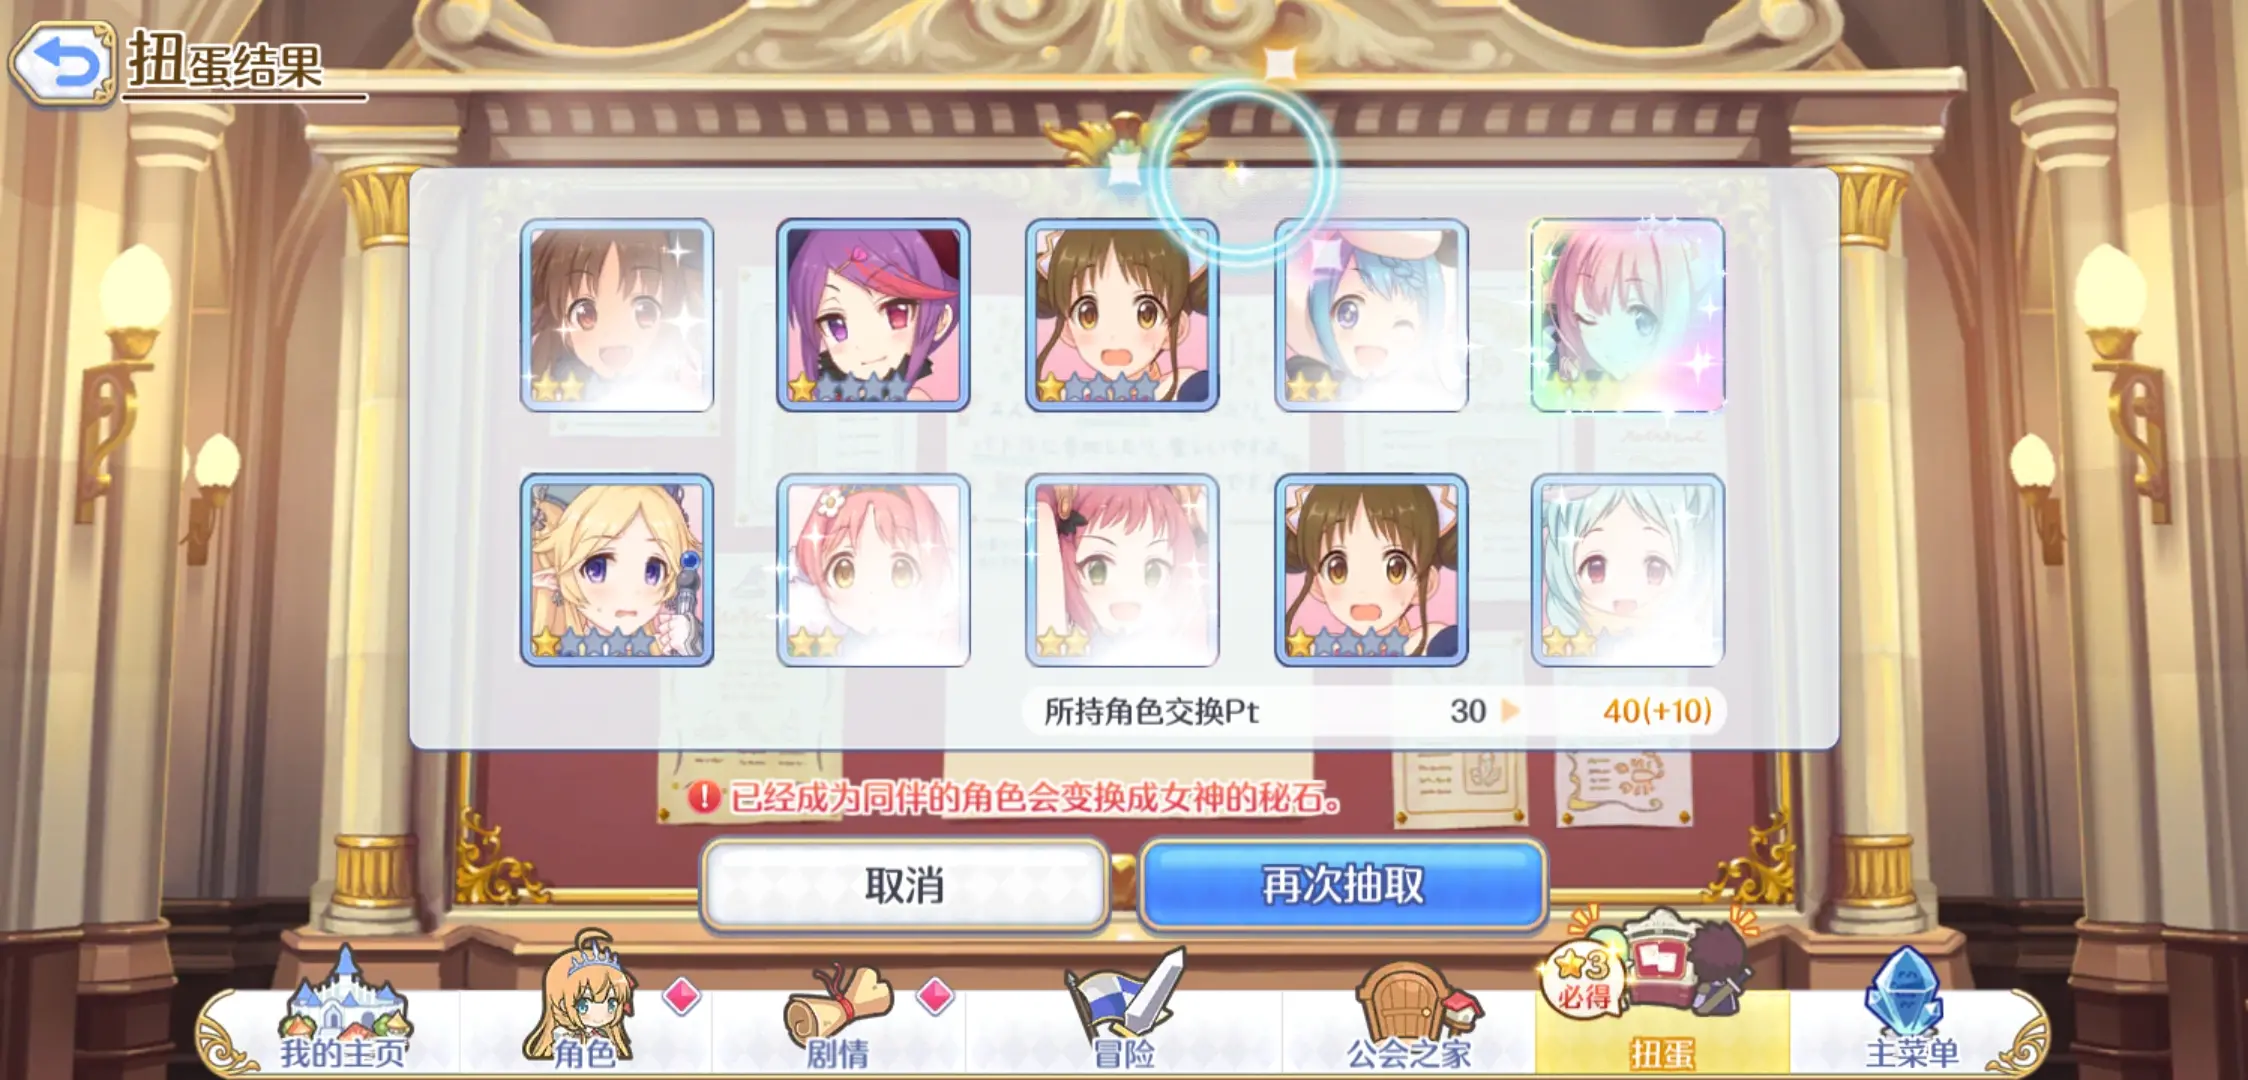 扭蛋结果
所持角色交换Pt 30 40(+10)
已经成为同伴的角色会变换成女神的秘石。
取消 再次抽取
3
必得
我的主页 角色 剧情 冒险 公会之家 扭蛋 主菜单